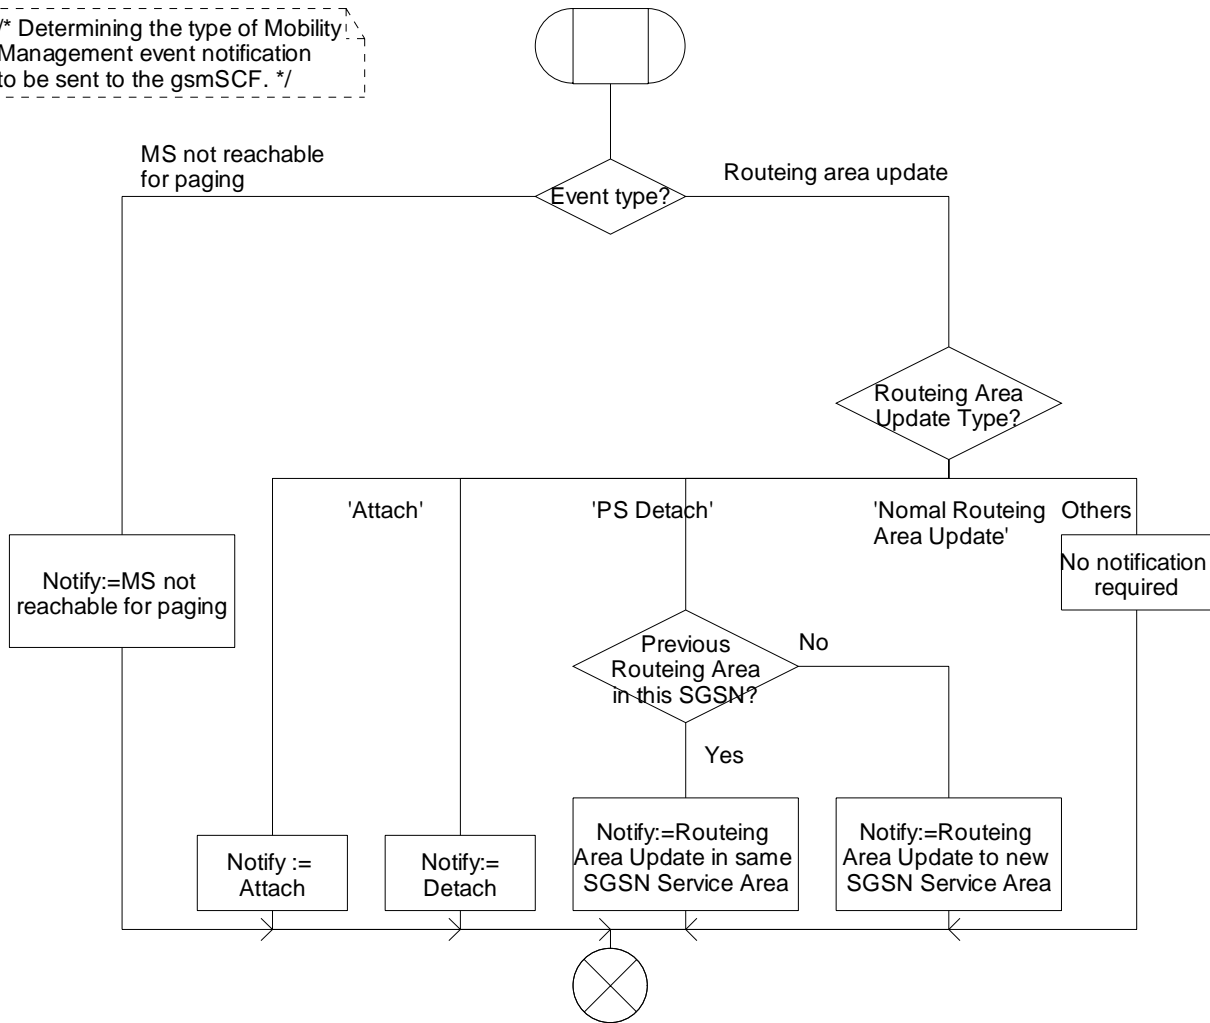 /* Determining the type of Mobility
Management event notification
to be sent to the gsmSCF. */
MS not reachable
for paging
Event type?
Routeing area update
Routeing Area
Update Type?
'Attach'
'PS Detach'
'Nomal Routeing
Area Update'
Others
Notify:=MS not
reachable for paging
No notification
required
Previous
Routeing Area
in this SGSN?
No
Yes
Notify :=
Attach
Notify:=
Detach
Notify:=Routeing
Area Update in same
SGSN Service Area
Notify:=Routeing
Area Update to new
SGSN Service Area